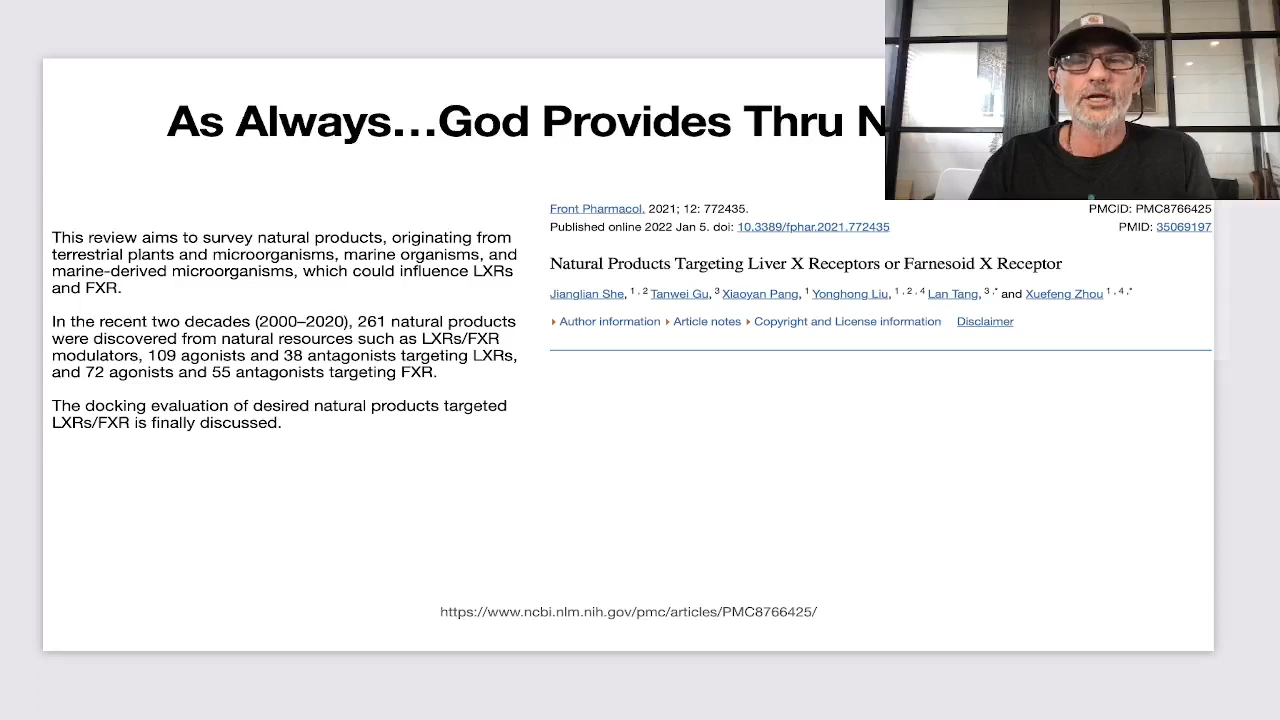 As Always...God Provides Thru N
This review aims to survey natural products, originating from
terrestrial plants and microorganisms, marine organisms, and
marine-derived microorganisms, which could influence LXRs
and FXR.
In the recent two decades (2000–2020), 261 natural products
were discovered from natural resources such as LXRs/FXR
modulators, 109 agonists and 38 antagonists targeting LXRs,
and 72 agonists and 55 antagonists targeting FXR.
The docking evaluation of desired natural products targeted
LXRs/FXR is finally discussed.
Front Pharmacol. 2021; 12: 772435.
PMCID: PMC8766425
Published online 2022 Jan 5. doi: 10.3389/fphar.2021.772435
PMID: 35069197
Natural Products Targeting Liver X Receptors or Farnesoid X Receptor
Jianglian She, 1, 2 Tanwei Gu, 3 Xiaoyan Pang, 1 Yonghong Liu, 1, 2, 4 Lan Tang, 3,* and Xuefeng Zhou 1, 4,*
Author information Article notes Copyright and License information Disclaimer
https://www.ncbi.nlm.nih.gov/pmc/articles/PMC8766425/